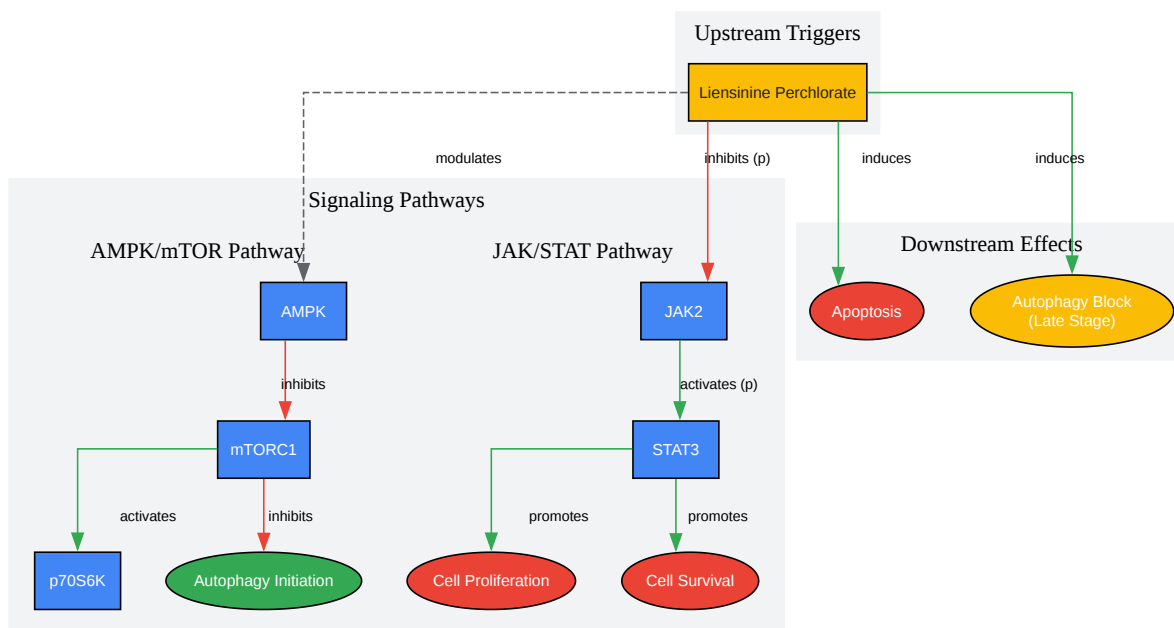 Upstream Triggers
Liensinine Perchlorate
modulates
inhibits (p)
induces
induces
Signaling Pathways
AMPK/mTOR Pathway
JAK/STAT Pathway
Downstream Effects
AMPK
JAK2
Apoptosis
Autophagy Block
(Late Stage)
inhibits
activates (p)
mTORC1
STAT3
activates
inhibits
promotes
promotes
p70S6K
Autophagy Initiation
Cell Proliferation
Cell Survival